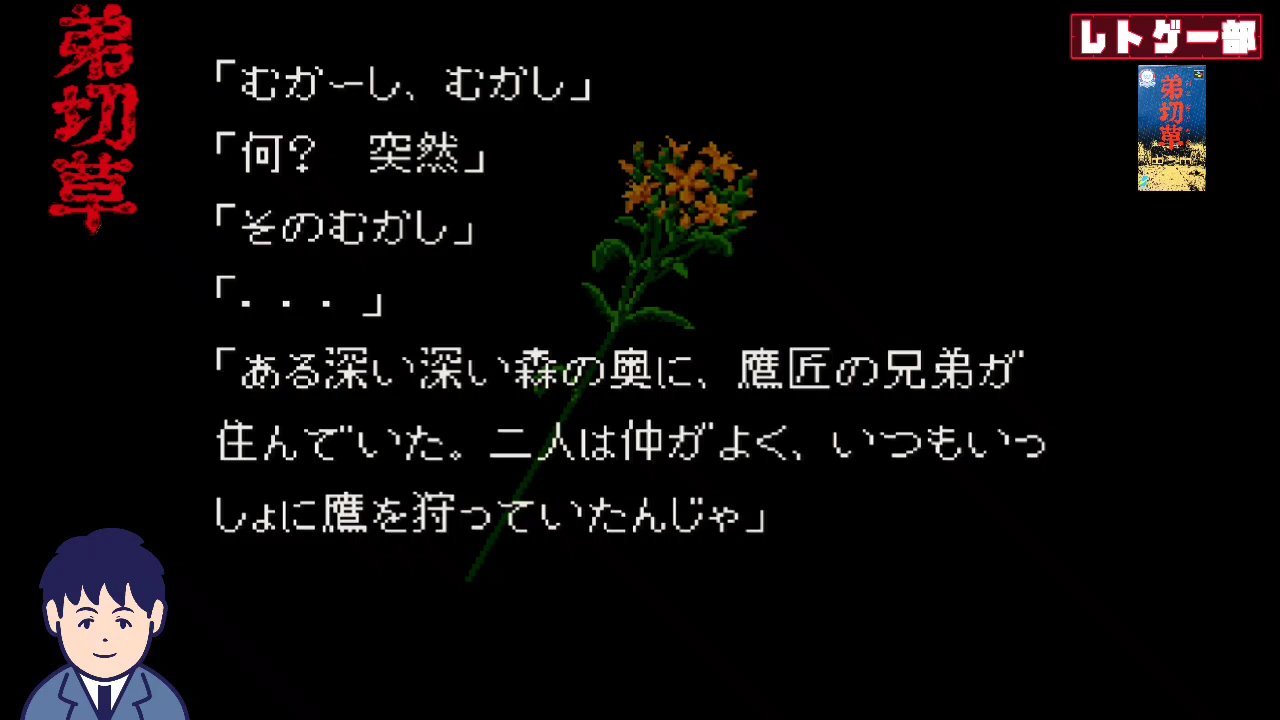 弟切草
レトゲー部
弟切草
「むかーし、むかし」
「何？　突然」
「そのむかし」
「・・・」
「ある深い深い森の奥に、鷹匠の兄弟が
住んでいた。二人は仲がよく、いつもいっ
しょに鷹を狩っていたんじゃ」